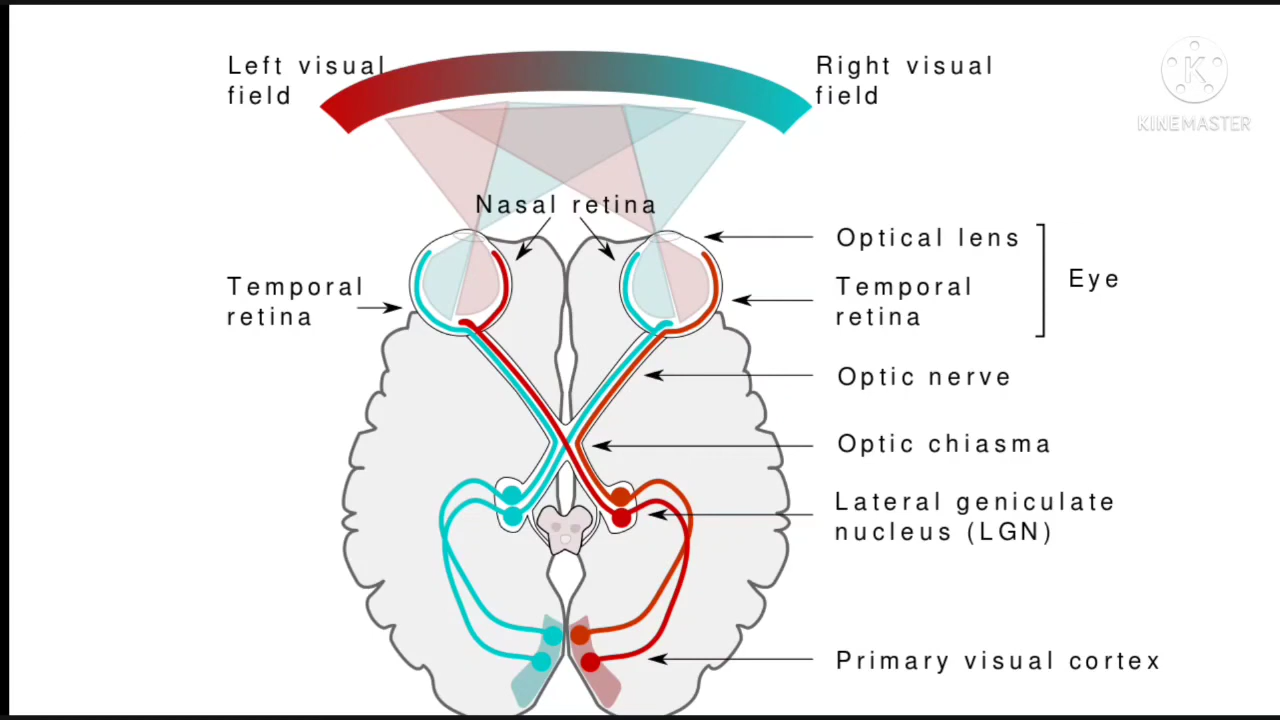 Left visual
field
Right visual
field
K
KINEMASTER
Nasal retina
Temporal
retina
Optical lens
Temporal
retina
Eye
Optic nerve
Optic chiasma
Lateral geniculate
nucleus (LGN)
Primary visual cortex